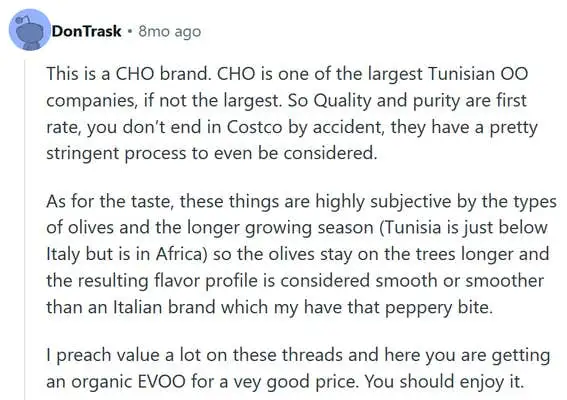 DonTrask • 8mo ago
This is a CHO brand. CHO is one of the largest Tunisian OO
companies, if not the largest. So Quality and purity are first
rate, you don’t end in Costco by accident, they have a pretty
stringent process to even be considered.
As for the taste, these things are highly subjective by the types
of olives and the longer growing season (Tunisia is just below
Italy but is in Africa) so the olives stay on the trees longer and
the resulting flavor profile is considered smooth or smoother
than an Italian brand which my have that peppery bite.
I preach value a lot on these threads and here you are getting
an organic EVOO for a vey good price. You should enjoy it.